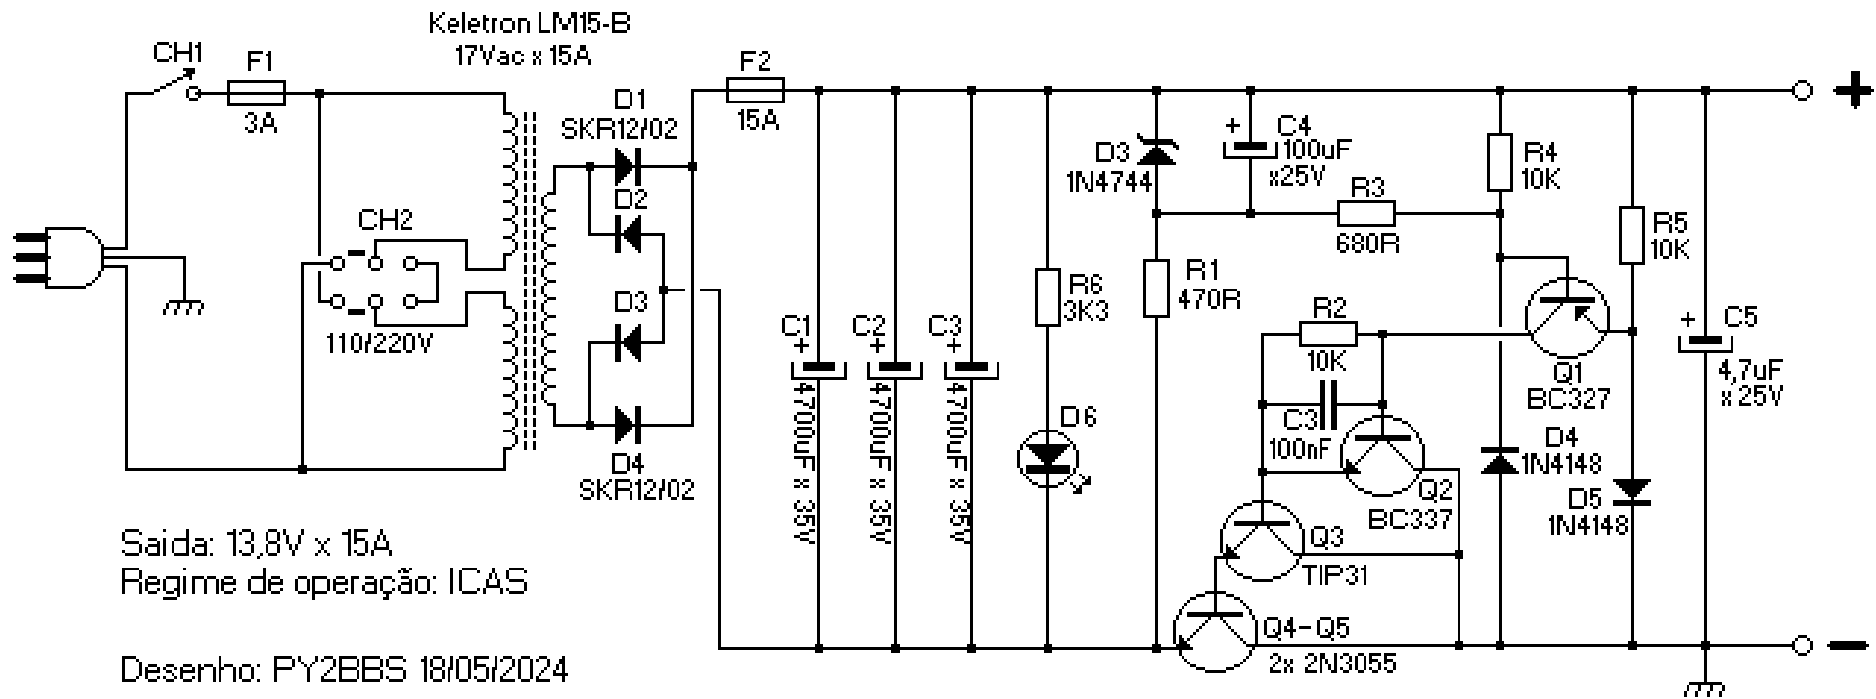 Keletron LM15-B
17Vac x 15A
CH1
F1
3A
F2
15A
D1
SKR12/02
D2
D3
D4
SKR12/02
CH2
110/220V
C1
+
4700uF x 35V
C2
+
4700uF x 35V
C3
+
4700uF x 35V
R6
3K3
D6
D3
1N4744
R1
470R
+
C4
100uF
x25V
R3
680R
R4
10K
R5
10K
R2
10K
C3
100nF
Q1
BC327
Q2
BC337
Q3
TIP31
Q4-Q5
2x 2N3055
D4
1N4148
D5
1N4148
+
C5
4,7uF
x 25V
+
-
Saida: 13,8V x 15A
Regime de operação: ICAS
Desenho: PY2BBS 18/05/2024